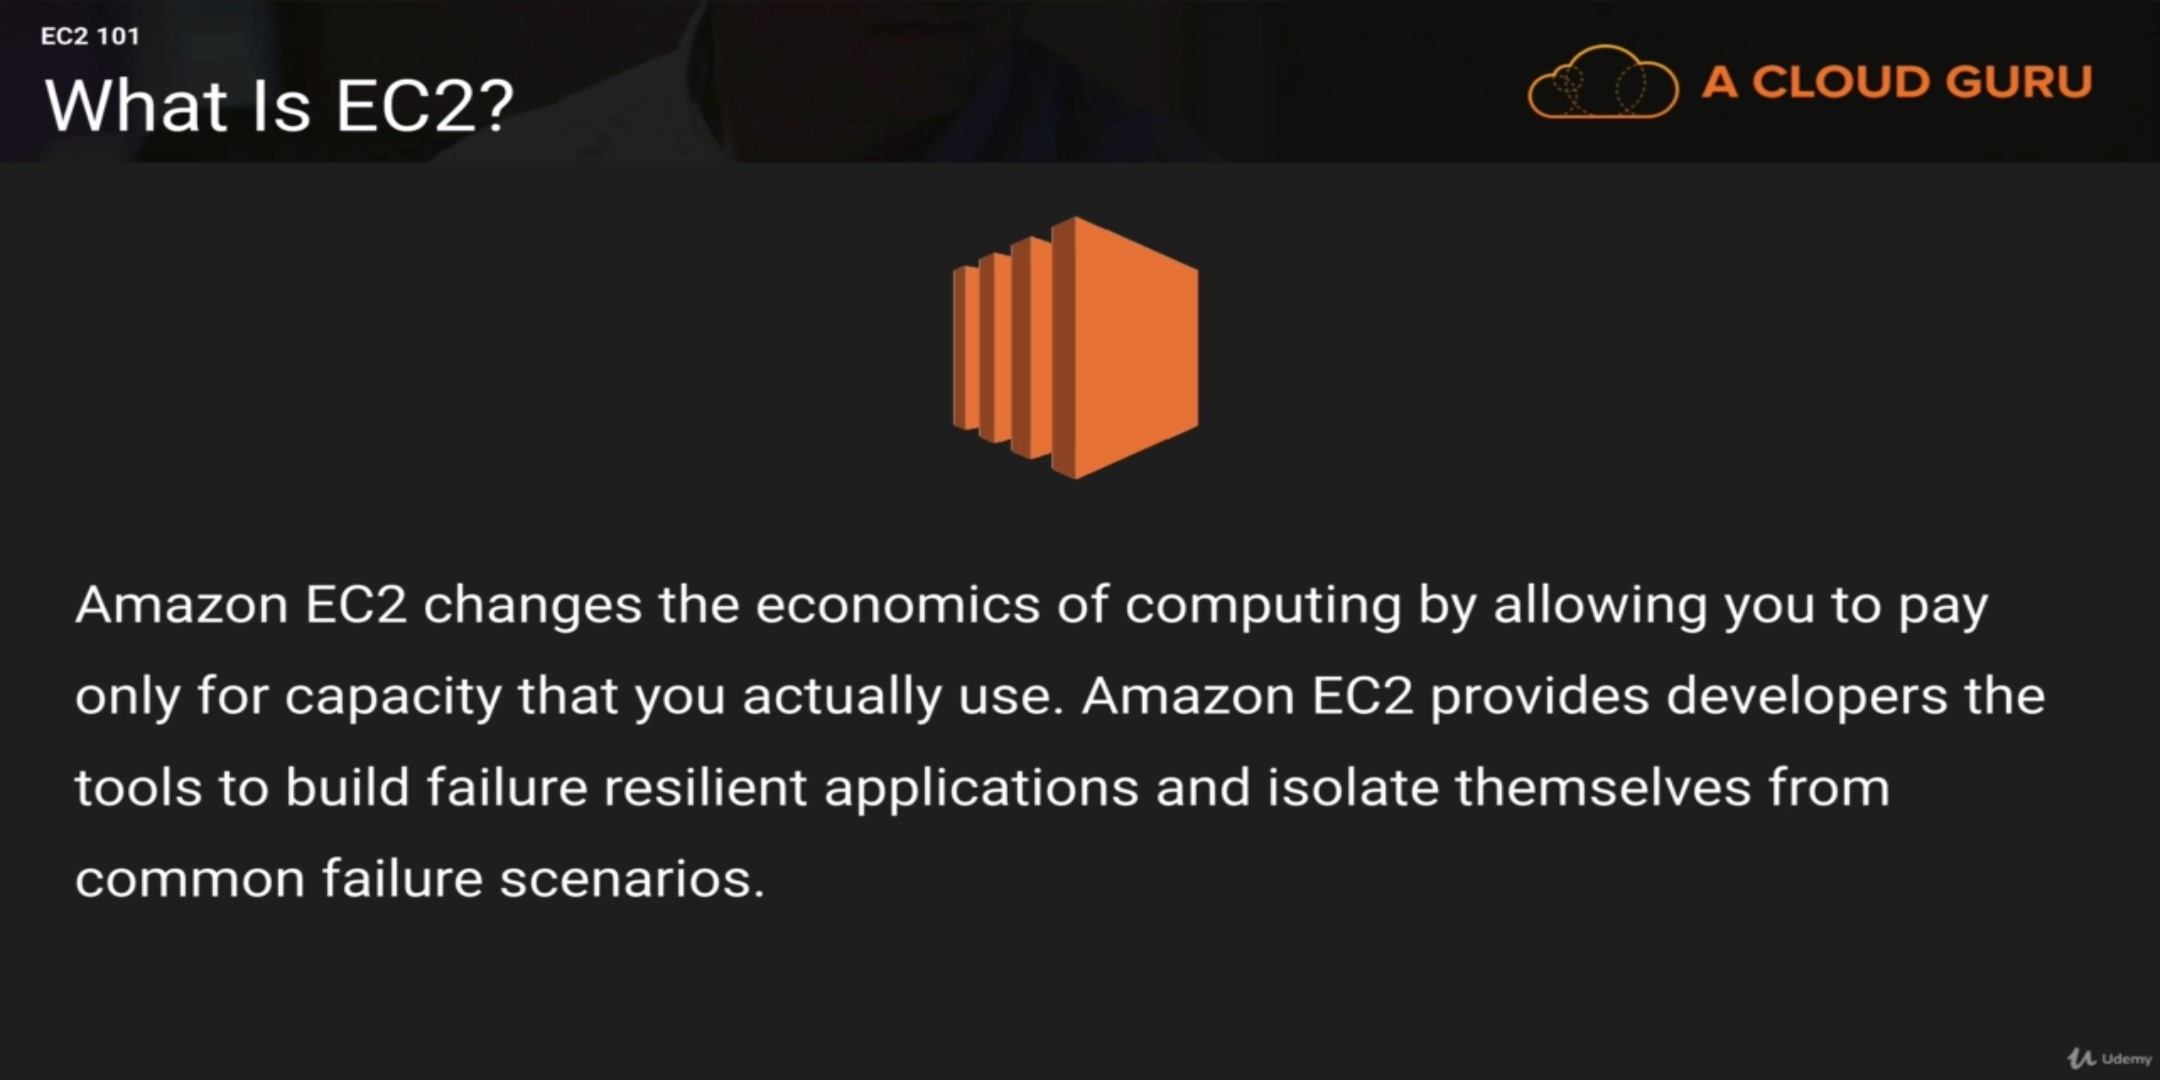 EC2 101
What Is EC2?
A CLOUD GURU
Amazon EC2 changes the economics of computing by allowing you to pay
only for capacity that you actually use. Amazon EC2 provides developers the
tools to build failure resilient applications and isolate themselves from
common failure scenarios.
Udemy